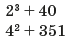 2³ + 40
4² + 351